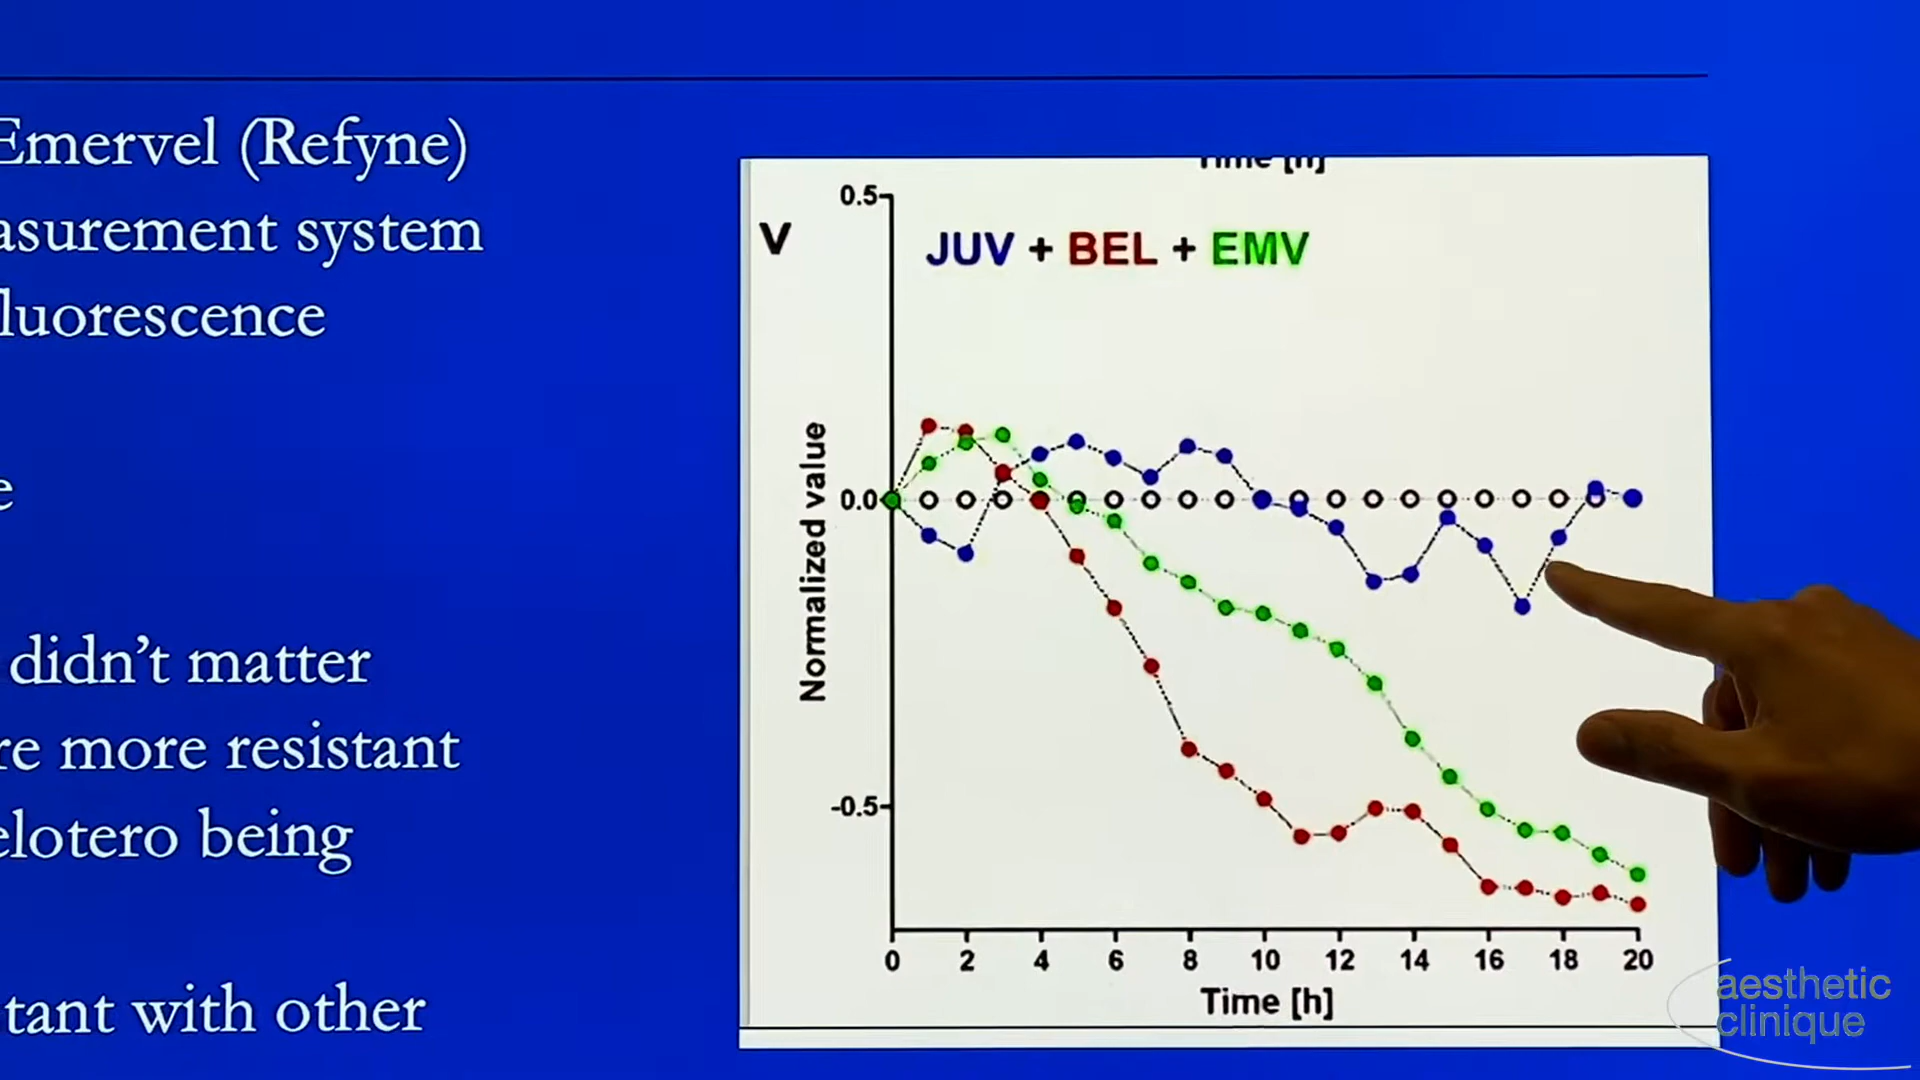 Emervel (Refyne)
asurement system
luorescence
e
didn't matter
re more resistant
elotero being
tant with other
Time [h]
0.5
V
JUV + BEL + EMV
Normalized value
0.0
-0.5
0 2 4 6 8 10 12 14 16 18 20
Time [h]
aesthetic
clinique